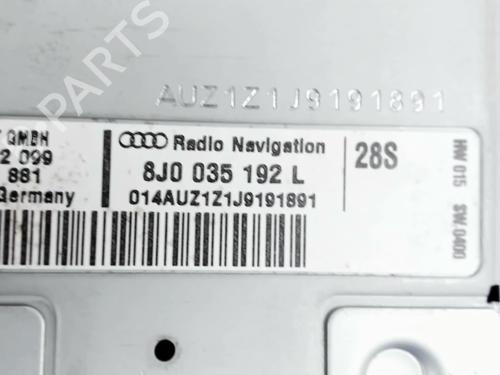 AUZ1Z1J9191891
GMBH
2 099
881
Germany
Radio Navigation
8J0 035 192 L
014AUZ1Z1J9191891
28S
HW 015 SW 0400
B-PARTS